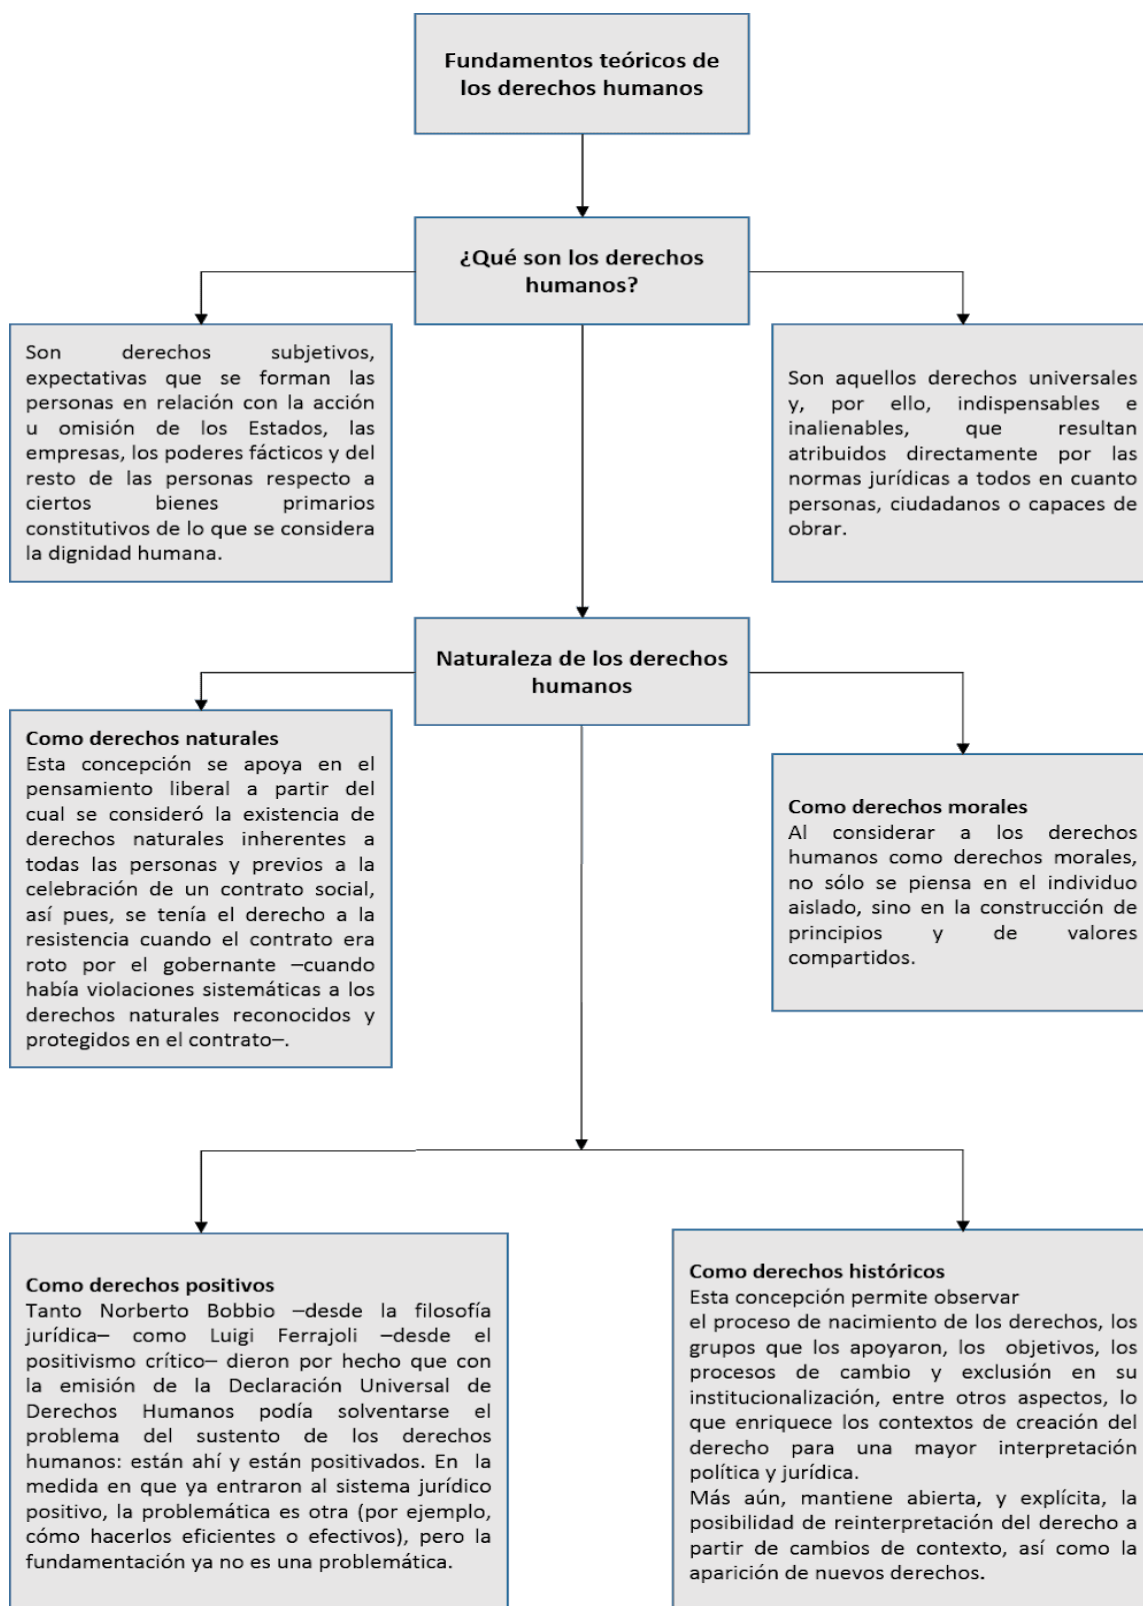 Fundamentos teóricos de
los derechos humanos
¿Qué son los derechos
humanos?
Son derechos subjetivos,
expectativas que se forman las
personas en relación con la acción
u omisión de los Estados, las
empresas, los poderes fácticos y del
resto de las personas respecto a
ciertos bienes primarios
constitutivos de lo que se considera
la dignidad humana.
Son aquellos derechos universales
y, por ello, indispensables e
inalienables, que resultan
atribuidos directamente por las
normas jurídicas a todos en cuanto
personas, ciudadanos o capaces de
obrar.
Naturaleza de los derechos
humanos
Como derechos naturales
Esta concepción se apoya en el
pensamiento liberal a partir del
cual se consideró la existencia de
derechos naturales inherentes a
todas las personas y previos a la
celebración de un contrato social,
así pues, se tenía el derecho a la
resistencia cuando el contrato era
roto por el gobernante –cuando
había violaciones sistemáticas a los
derechos naturales reconocidos y
protegidos en el contrato–.
Como derechos morales
Al considerar a los derechos
humanos como derechos morales,
no sólo se piensa en el individuo
aislado, sino en la construcción de
principios y de valores
compartidos.
Como derechos positivos
Tanto Norberto Bobbio –desde la filosofía
jurídica– como Luigi Ferrajoli –desde el
positivismo crítico– dieron por hecho que con
la emisión de la Declaración Universal de
Derechos Humanos podía solventarse el
problema del sustento de los derechos
humanos: están ahí y están positivados. En la
medida en que ya entraron al sistema jurídico
positivo, la problemática es otra (por ejemplo,
cómo hacerlos eficientes o efectivos), pero la
fundamentación ya no es una problemática.
Como derechos históricos
Esta concepción permite observar
el proceso de nacimiento de los derechos, los
grupos que los apoyaron, los objetivos, los
procesos de cambio y exclusión en su
institucionalización, entre otros aspectos, lo
que enriquece los contextos de creación del
derecho para una mayor interpretación
política y jurídica.
Más aún, mantiene abierta, y explícita, la
posibilidad de reinterpretación del derecho a
partir de cambios de contexto, así como la
aparición de nuevos derechos.